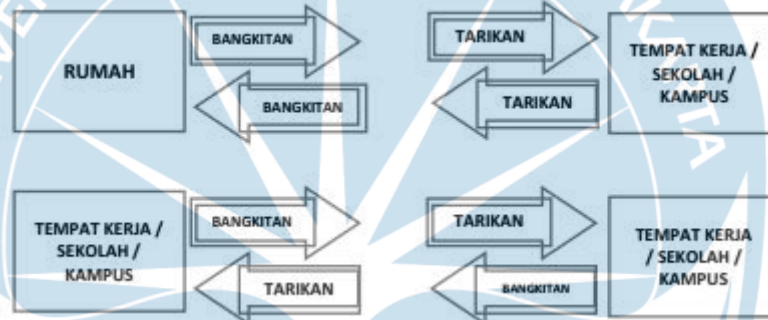 RUMAH
BANGKITAN
BANGKITAN
TARIKAN
TARIKAN
TEMPAT KERJA /
SEKOLAH /
KAMPUS
TEMPAT KERJA /
SEKOLAH /
KAMPUS
BANGKITAN
TARIKAN
TARIKAN
BANGKITAN
TEMPAT KERJA
/ SEKOLAH /
KAMPUS